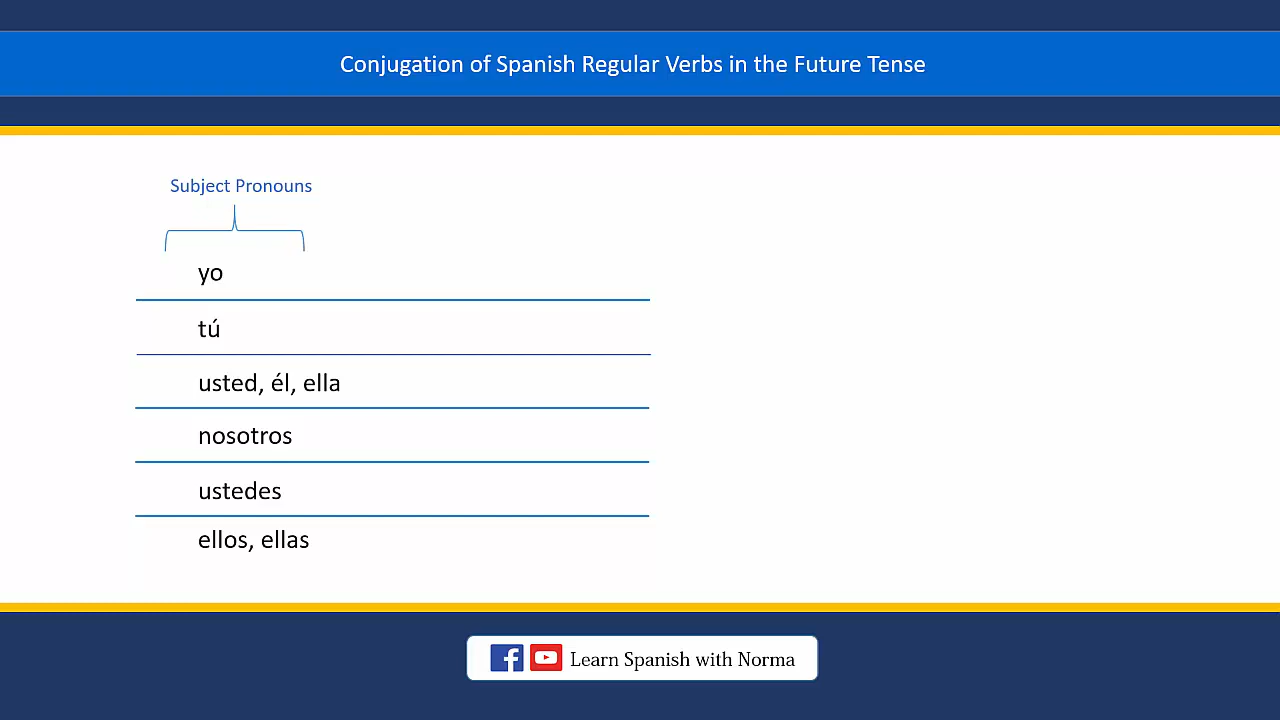 Conjugation of Spanish Regular Verbs in the Future Tense
Subject Pronouns
yo
tú
usted, él, ella
nosotros
ustedes
ellos, ellas
Learn Spanish with Norma